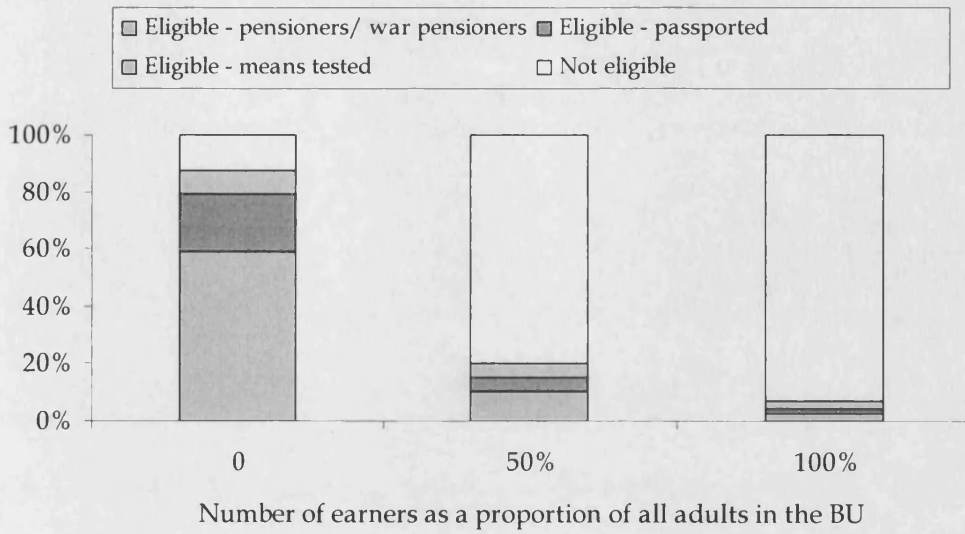 Eligible - pensioners/ war pensioners Eligible - passported
Eligible - means tested Not eligible
100%
80%
60%
40%
20%
0%
0 50% 100%
Number of earners as a proportion of all adults in the BU